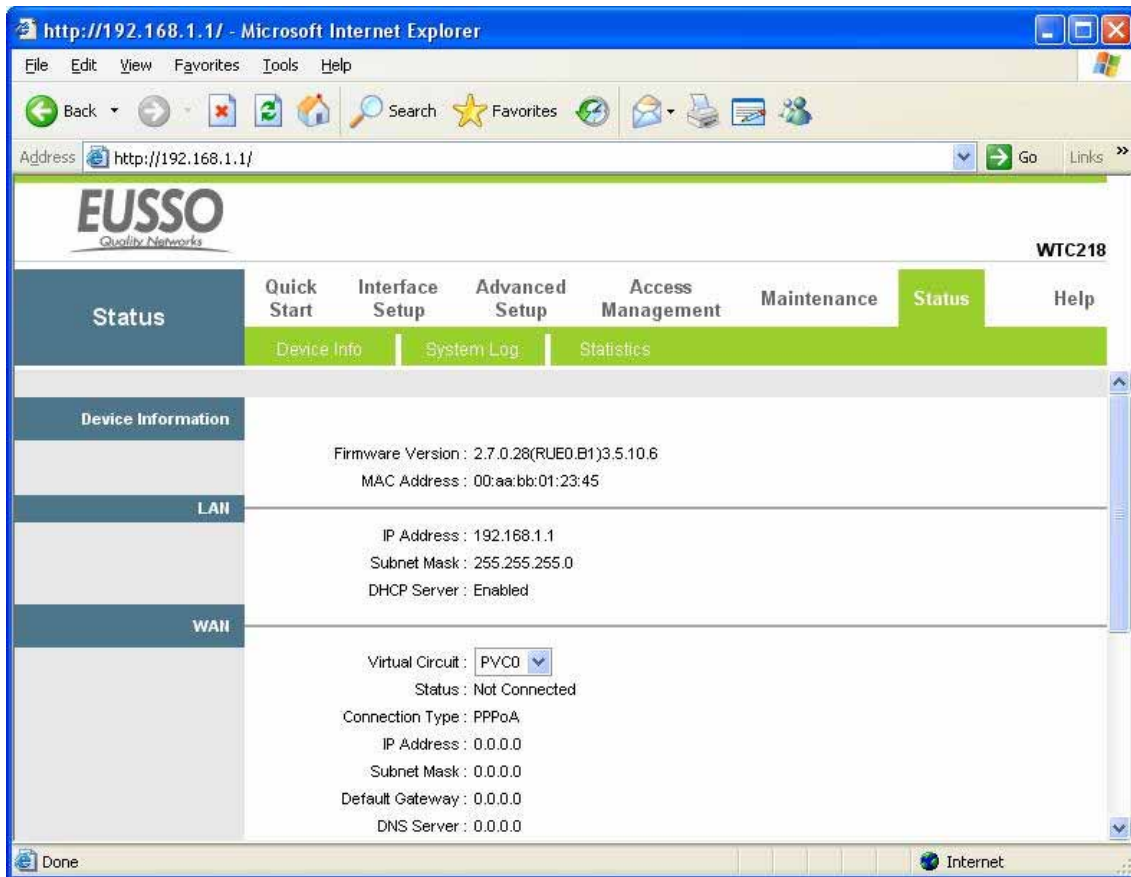 http://192.168.1.1/ - Microsoft Internet Explorer
File Edit View Favorites Tools Help
Back Search Favorites
Address http://192.168.1.1/ Go Links »
EUSSO
Quality Networks
WTC218
Status
Quick Start Interface Setup Advanced Setup Access Management Maintenance Status Help
Device Info System Log Statistics
Device Information
Firmware Version : 2.7.0.28(RUE0.B1)3.5.10.6
MAC Address : 00:aa:bb:01:23:45
LAN
IP Address : 192.168.1.1
Subnet Mask : 255.255.255.0
DHCP Server : Enabled
WAN
Virtual Circuit : PVC0
Status : Not Connected
Connection Type : PPPoA
IP Address : 0.0.0.0
Subnet Mask : 0.0.0.0
Default Gateway : 0.0.0.0
DNS Server : 0.0.0.0
Done Internet